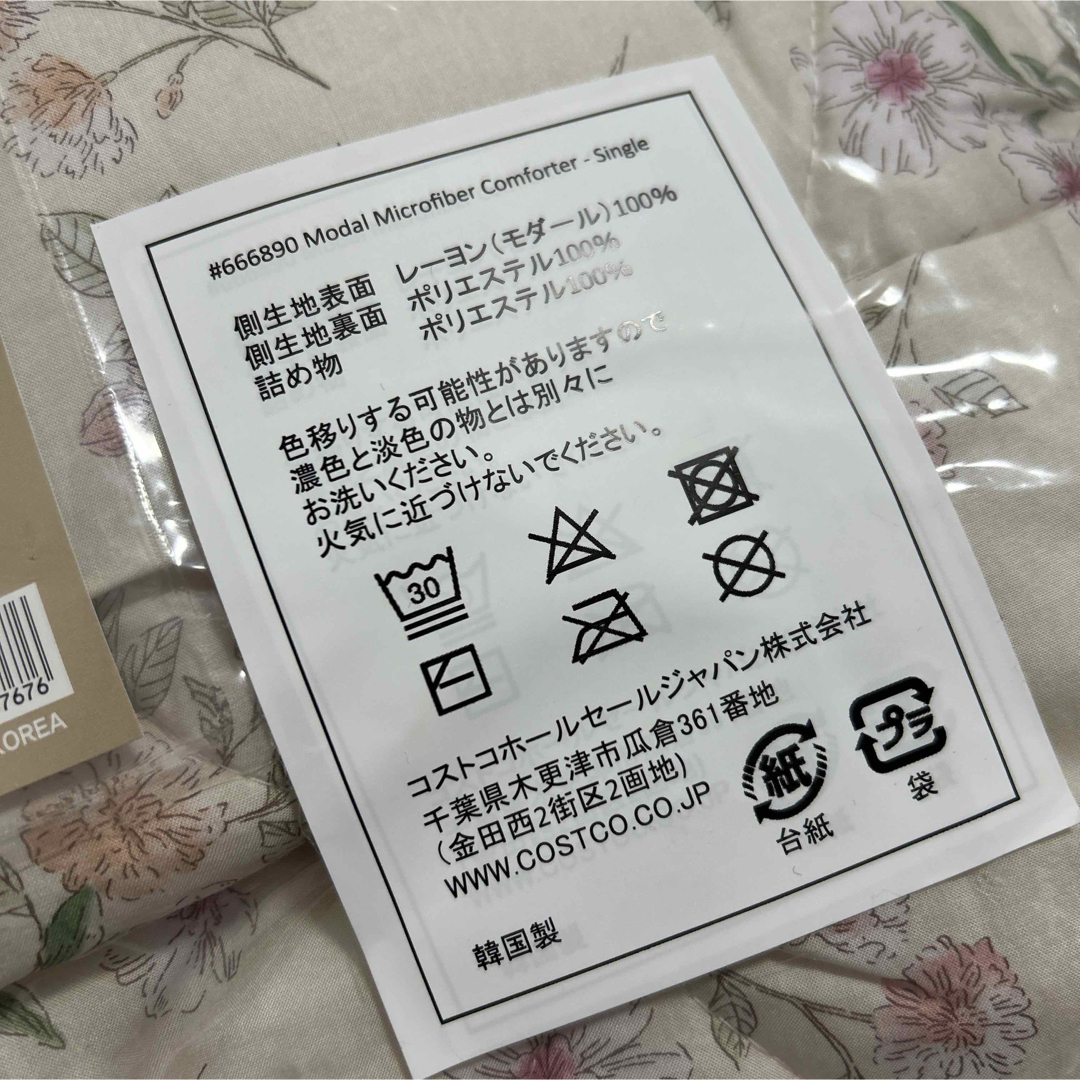 #666890 Modal Microfiber Comforter - Single
側生地表面 レーヨン(モダール)100%
側生地裏面 ポリエステル100%
詰め物 ポリエステル100%
色移りする可能性がありますので
濃色と淡色の物とは別々に
お洗いください。
火気に近づけないでください。
30
コストコホールセールジャパン株式会社
千葉県木更津市瓜倉361番地
(金田西2街区2画地)
WWW.COSTCO.CO.JP
紙
台紙
プラ
袋
韓国製
7676
KOREA